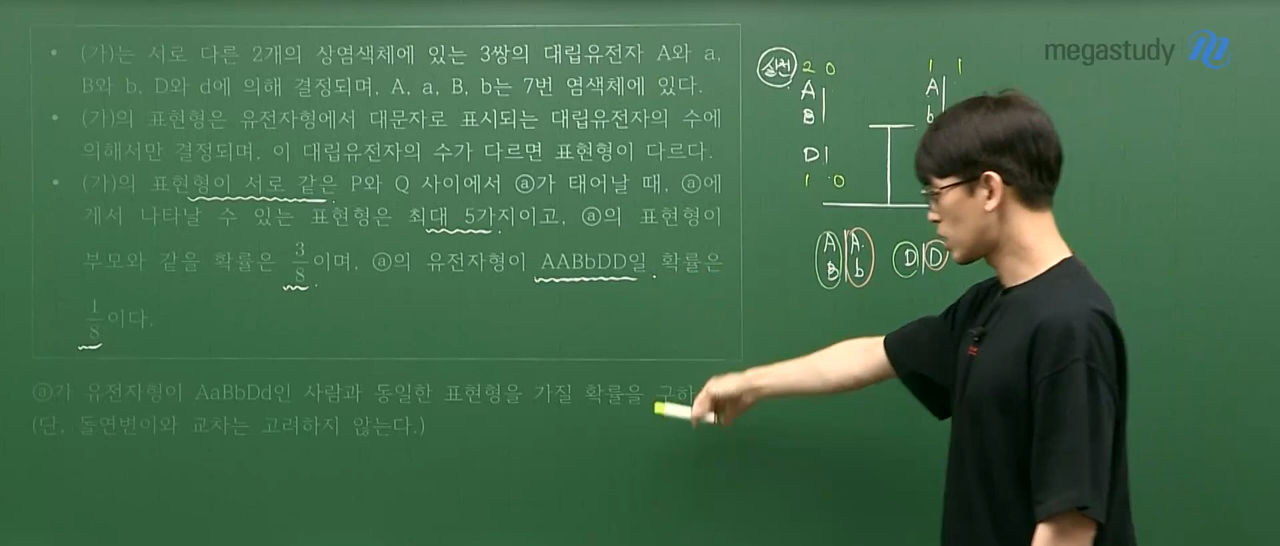 megastudy
• (가)는 서로 다른 2개의 상염색체에 있는 3쌍의 대립유전자 A와 a,
B와 b, D와 d에 의해 결정되며, A, a, B, b는 7번 염색체에 있다.
• (가)의 표현형은 유전자형에서 대문자로 표시되는 대립유전자의 수에
의해서만 결정되며, 이 대립유전자의 수가 다르면 표현형이 다르다.
• (가)의 표현형이 서로 같은 P와 Q 사이에서 ⓐ가 태어날 때, ⓐ에
게서 나타날 수 있는 표현형은 최대 5가지이고, ⓐ의 표현형이
부모와 같을 확률은 3/8이며, ⓐ의 유전자형이 AABbDD일 확률은
1/8이다.
ⓐ가 유전자형이 AaBbDd인 사람과 동일한 표현형을 가질 확률을 구하
(단, 돌연변이와 교차는 고려하지 않는다.)
실전 2 0 1 1
A A
B b
D
1 0
A A D D
B b